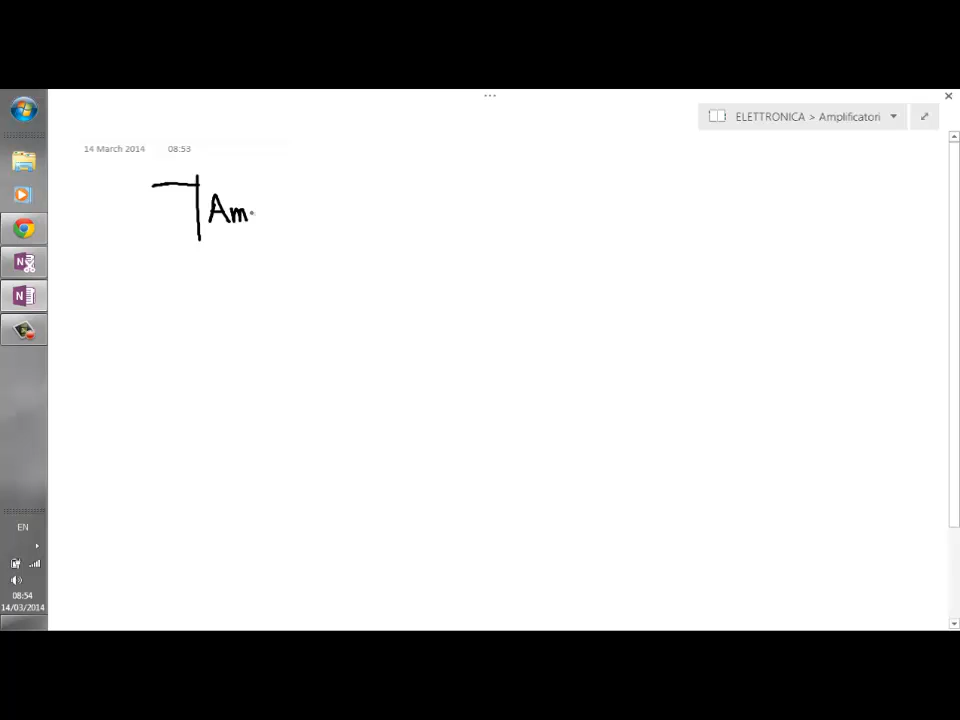 ELETTRONICA > Amplificatori
14 March 2014 08:53
Am
EN
08:54
14/03/2014